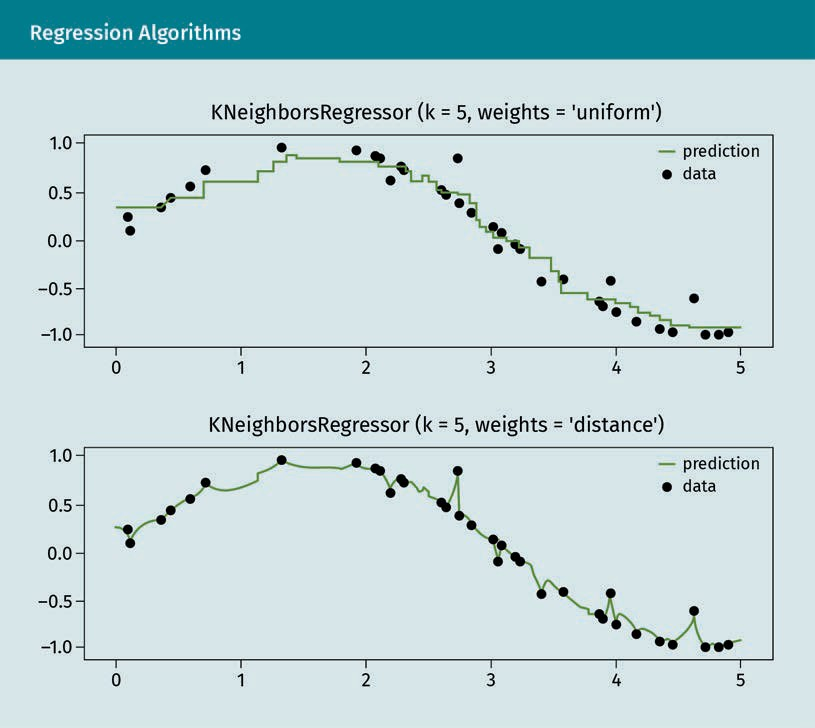 Regression Algorithms
KNeighborsRegressor (k = 5, weights = 'uniform')
1.0
0.5
0.0
−0.5
−1.0
prediction
data
0 1 2 3 4 5
KNeighborsRegressor (k = 5, weights = 'distance')
1.0
0.5
0.0
−0.5
−1.0
prediction
data
0 1 2 3 4 5